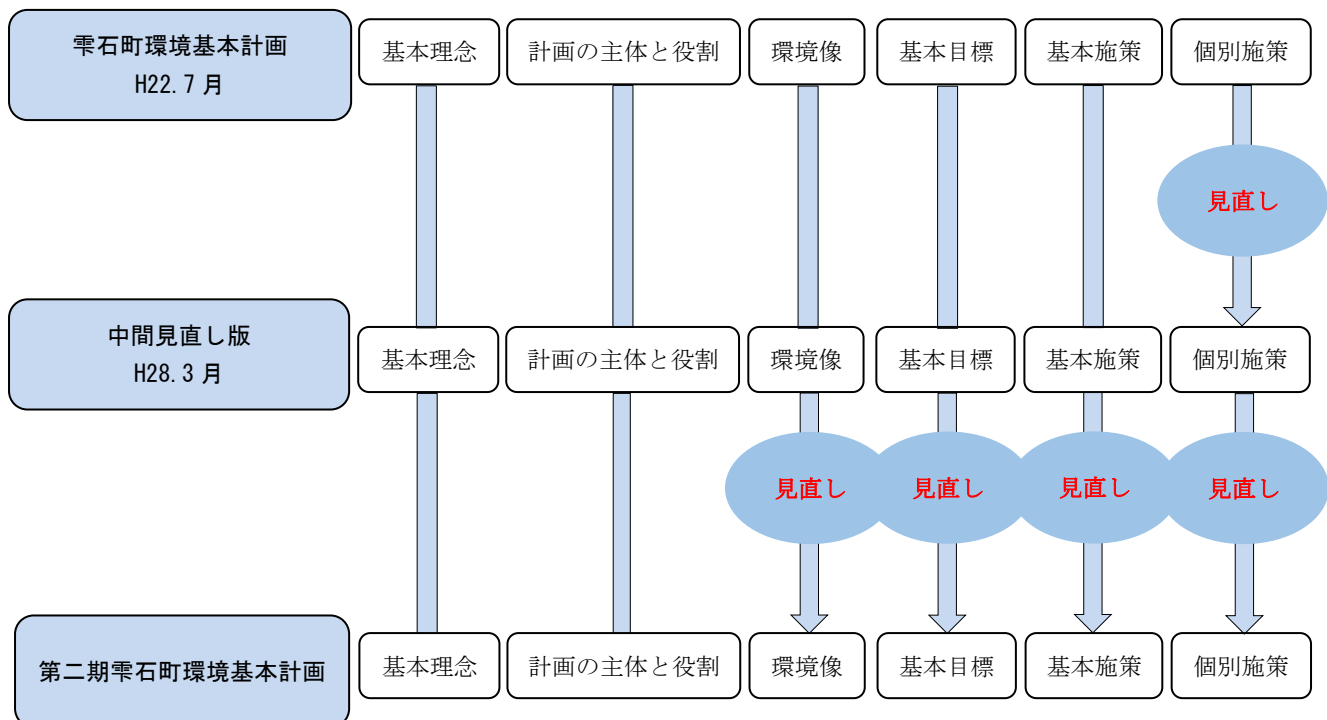 雫石町環境基本計画
H22.7月
基本理念
計画の主体と役割
環境像
基本目標
基本施策
個別施策
見直し
中間見直し版
H28.3月
基本理念
計画の主体と役割
環境像
基本目標
基本施策
個別施策
見直し
見直し
見直し
見直し
第二期雫石町環境基本計画
基本理念
計画の主体と役割
環境像
基本目標
基本施策
個別施策